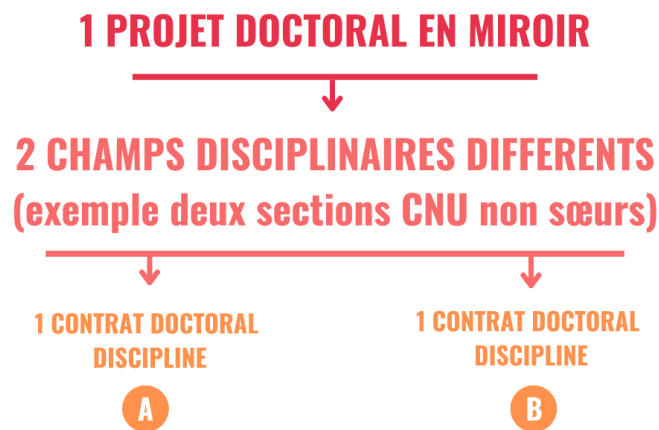 1 PROJET DOCTORAL EN MIROIR
2 CHAMPS DISCIPLINAIRES DIFFERENTS
(exemple deux sections CNU non sœurs)
1 CONTRAT DOCTORAL
DISCIPLINE
A
1 CONTRAT DOCTORAL
DISCIPLINE
B